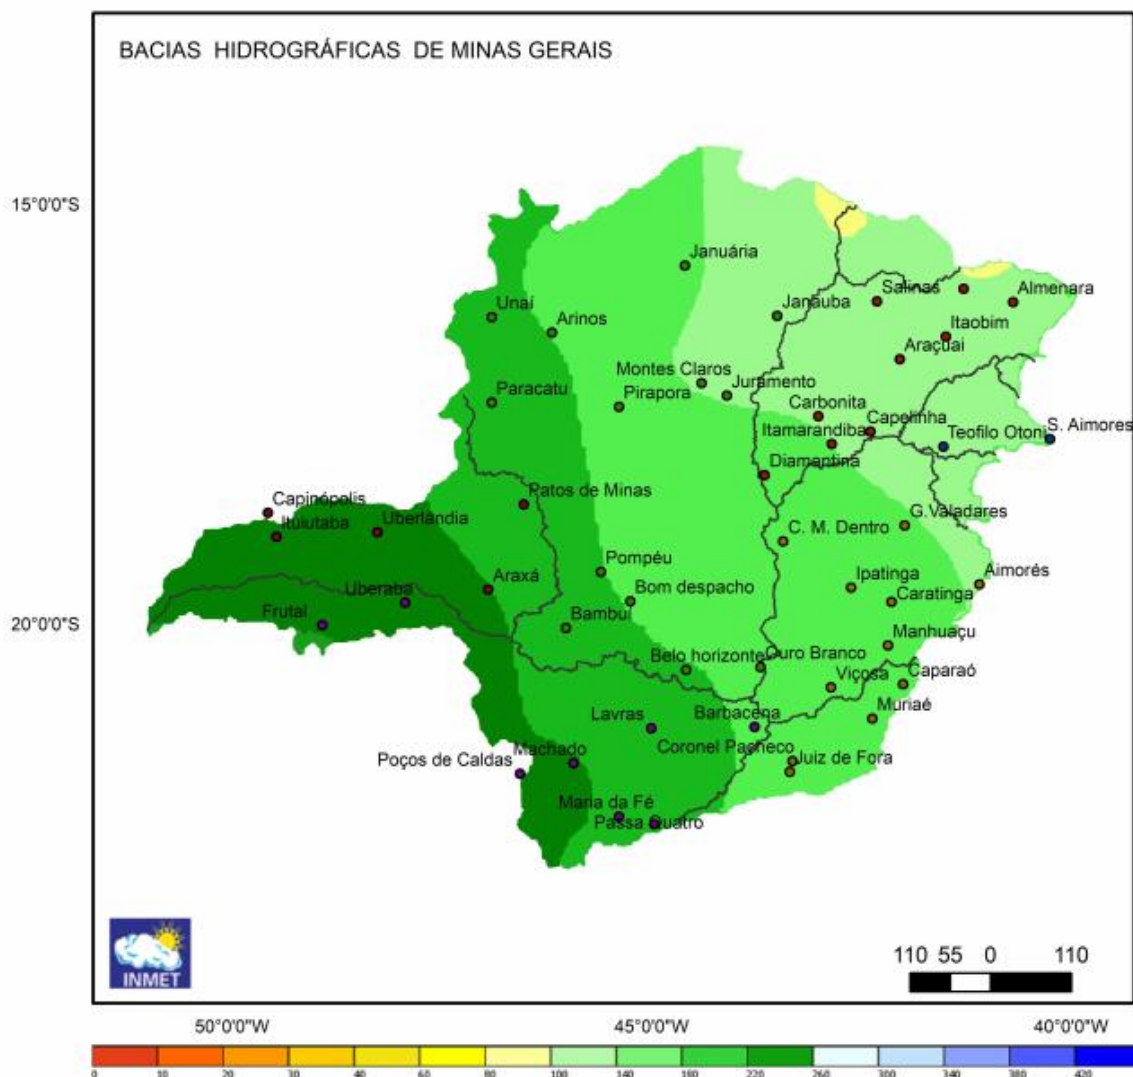 BACIAS HIDROGRÁFICAS DE MINAS GERAIS
15°0'0"S
Januária
Unaí
Arinos
Janaúba
Salinas
Almenara
Itaobim
Araçuai
Montes Claros
Juramento
Paracatu
Pirapora
Carbonita
Capelinha
Itamarandiba
Teofilo Otoni
S. Aimores
Diamantina
Capinópolis
Patos de Minas
Ituiutaba
Uberlândia
C. M. Dentro
G.Valadares
Pompéu
Ipatinga
Aimorés
Araxá
Uberaba
Bom despacho
Caratinga
20°0'0"S
Frutal
Bambuí
Manhuaçu
Belo horizonte
Ouro Branco
Viçosa
Caparaó
Lavras
Barbacena
Muriaé
Poços de Caldas
Machado
Coronel Pacheco
Juiz de Fora
Maria da Fé
Passa Quatro
INMET
110 55 0 110
50°0'0"W 45°0'0"W 40°0'0"W
0 10 20 30 40 60 80 100 140 180 220 260 300 340 380 420